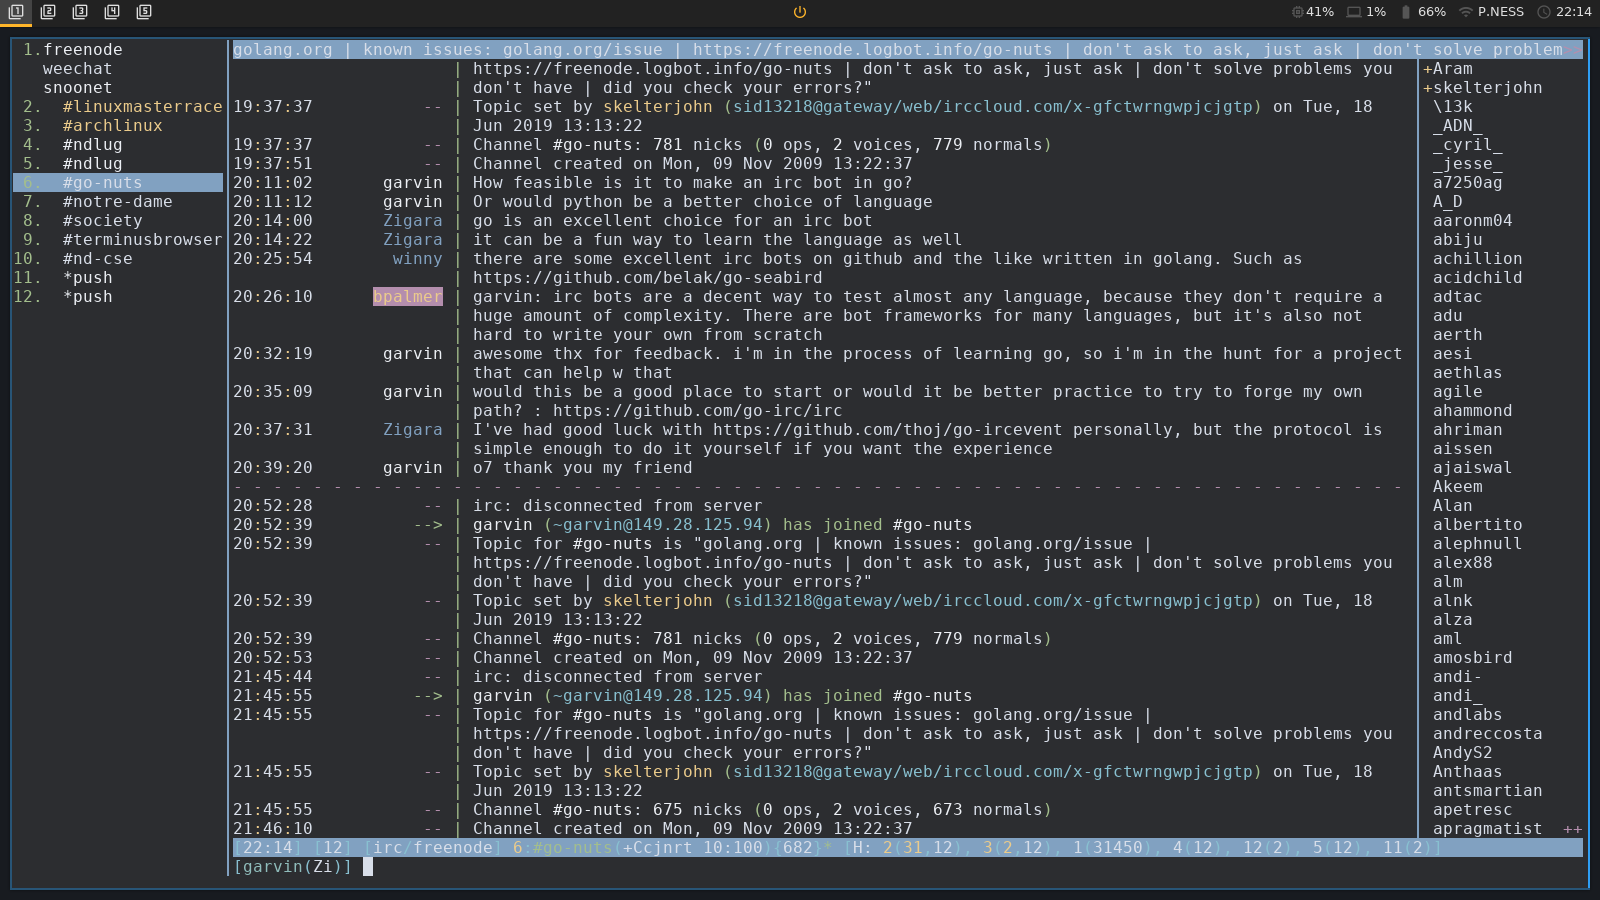 1 2 3 4 5 41% 1% 66% P.NESS 22:14
golang.org | known issues: golang.org/issue | https://freenode.logbot.info/go-nuts | don't ask to ask, just ask | don't solve problem++
1.freenode
weechat
snoonet
2. #linuxmasterrace
3. #archlinux
4. #ndlug
5. #ndlug
6. #go-nuts
7. #notre-dame
8. #society
9. #terminusbrowser
10. #nd-cse
11. *push
12. *push
| https://freenode.logbot.info/go-nuts | don't ask to ask, just ask | don't solve problems you
| don't have | did you check your errors?"
19:37:37 -- | Topic set by skelterjohn (sid13218@gateway/web/irccloud.com/x-gfctwrngwpjcjgtp) on Tue, 18
| Jun 2019 13:13:22
19:37:37 -- | Channel #go-nuts: 781 nicks (0 ops, 2 voices, 779 normals)
19:37:51 -- | Channel created on Mon, 09 Nov 2009 13:22:37
20:11:02 garvin | How feasible is it to make an irc bot in go?
20:11:12 garvin | Or would python be a better choice of language
20:14:00 Zigara | go is an excellent choice for an irc bot
20:14:22 Zigara | it can be a fun way to learn the language as well
20:25:54 winny | there are some excellent irc bots on github and the like written in golang. Such as
| https://github.com/belak/go-seabird
20:26:10 bpalmer | garvin: irc bots are a decent way to test almost any language, because they don't require a
| huge amount of complexity. There are bot frameworks for many languages, but it's also not
| hard to write your own from scratch
20:32:19 garvin | awesome thx for feedback. i'm in the process of learning go, so i'm in the hunt for a project
| that can help w that
20:35:09 garvin | would this be a good place to start or would it be better practice to try to forge my own
| path? : https://github.com/go-irc/irc
20:37:31 Zigara | I've had good luck with https://github.com/thoj/go-ircevent personally, but the protocol is
| simple enough to do it yourself if you want the experience
20:39:20 garvin | o7 thank you my friend
20:52:28 -- | irc: disconnected from server
20:52:39 --> | garvin (~garvin@149.28.125.94) has joined #go-nuts
20:52:39 -- | Topic for #go-nuts is "golang.org | known issues: golang.org/issue |
| https://freenode.logbot.info/go-nuts | don't ask to ask, just ask | don't solve problems you
| don't have | did you check your errors?"
20:52:39 -- | Topic set by skelterjohn (sid13218@gateway/web/irccloud.com/x-gfctwrngwpjcjgtp) on Tue, 18
| Jun 2019 13:13:22
20:52:39 -- | Channel #go-nuts: 781 nicks (0 ops, 2 voices, 779 normals)
20:52:53 -- | Channel created on Mon, 09 Nov 2009 13:22:37
21:45:44 -- | irc: disconnected from server
21:45:55 --> | garvin (~garvin@149.28.125.94) has joined #go-nuts
21:45:55 -- | Topic for #go-nuts is "golang.org | known issues: golang.org/issue |
| https://freenode.logbot.info/go-nuts | don't ask to ask, just ask | don't solve problems you
| don't have | did you check your errors?"
21:45:55 -- | Topic set by skelterjohn (sid13218@gateway/web/irccloud.com/x-gfctwrngwpjcjgtp) on Tue, 18
| Jun 2019 13:13:22
21:45:55 -- | Channel #go-nuts: 675 nicks (0 ops, 2 voices, 673 normals)
21:46:10 -- | Channel created on Mon, 09 Nov 2009 13:22:37
+Aram
+skelterjohn
\13k
_ADN_
_cyril_
_jesse_
a7250ag
A_D
aaronm04
abiju
achillion
acidchild
adtac
adu
aerth
aesi
aethlas
agile
ahammond
ahriman
aissen
ajaiswal
Akeem
Alan
albertito
alephnull
alex88
alm
alnk
alza
aml
amosbird
andi-
andi_
andlabs
andreccosta
AndyS2
Anthaas
antsmartian
apetresc
apragmatist ++
[22:14] [12] [irc/freenode] 6:#go-nuts(+Ccjnrt 10:100){682}* [H: 2(31,12), 3(2,12), 1(31450), 4(12), 12(2), 5(12), 11(2)]
[garvin(Zi)]